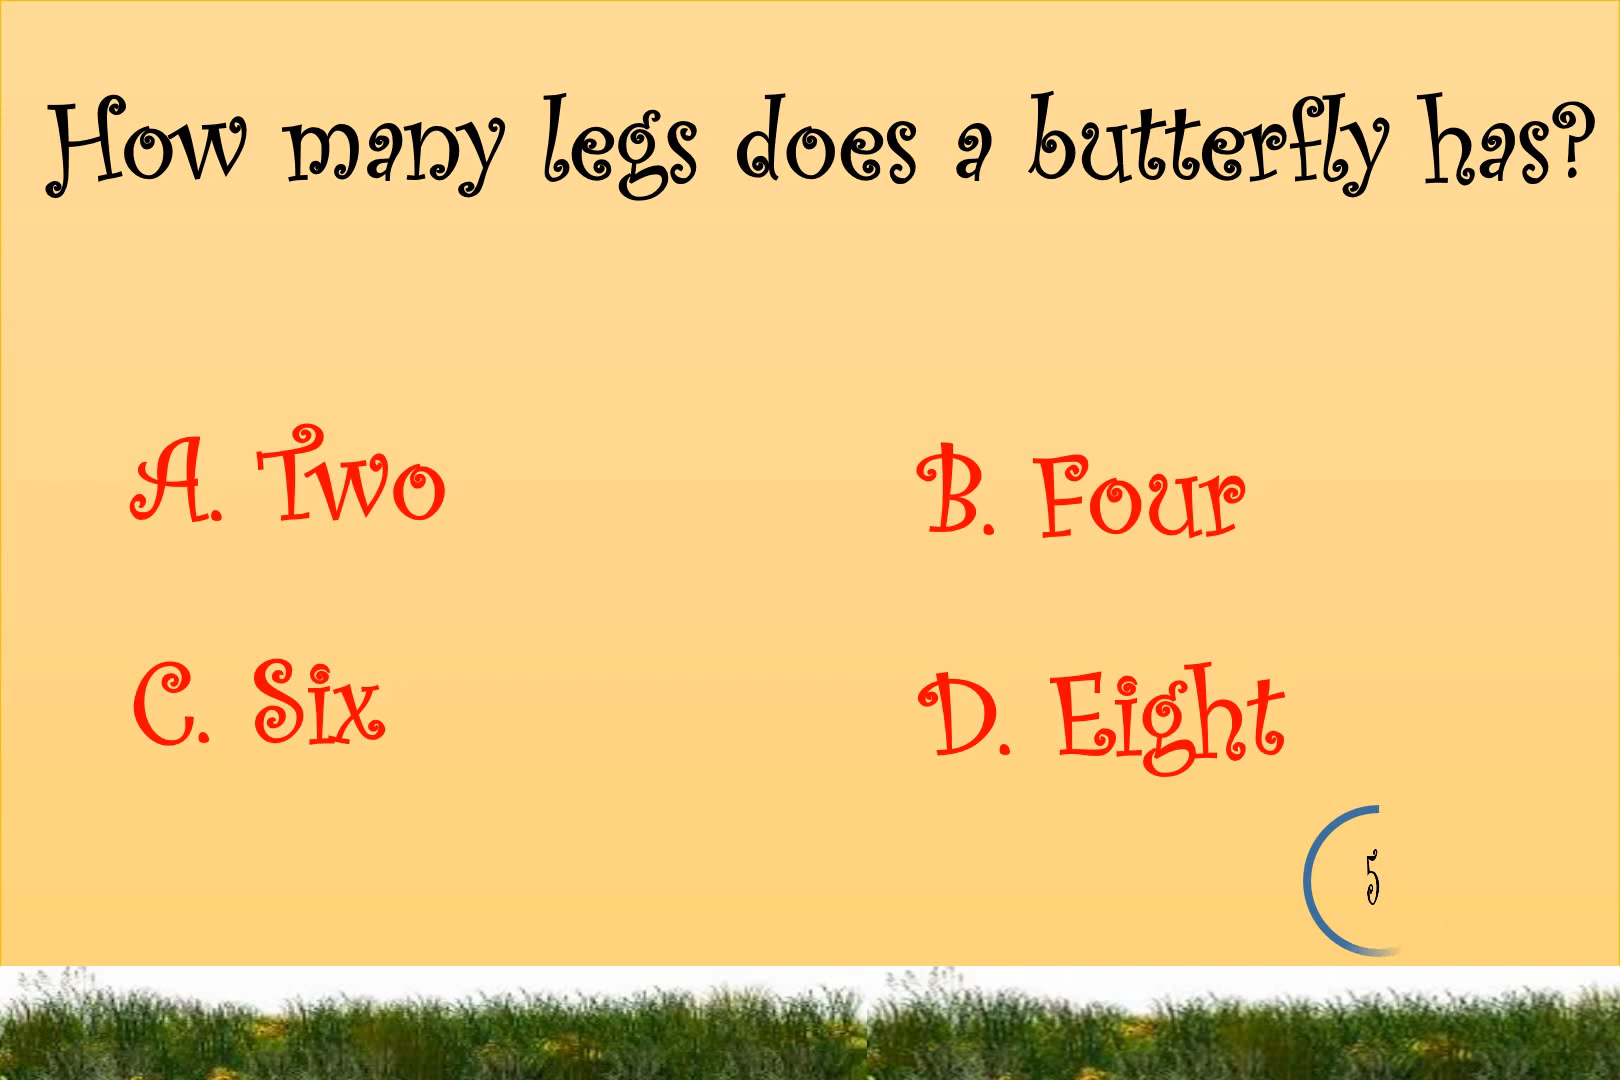 How many legs does a butterfly has?
A. Two
B. Four
C. Six
D. Eight
5